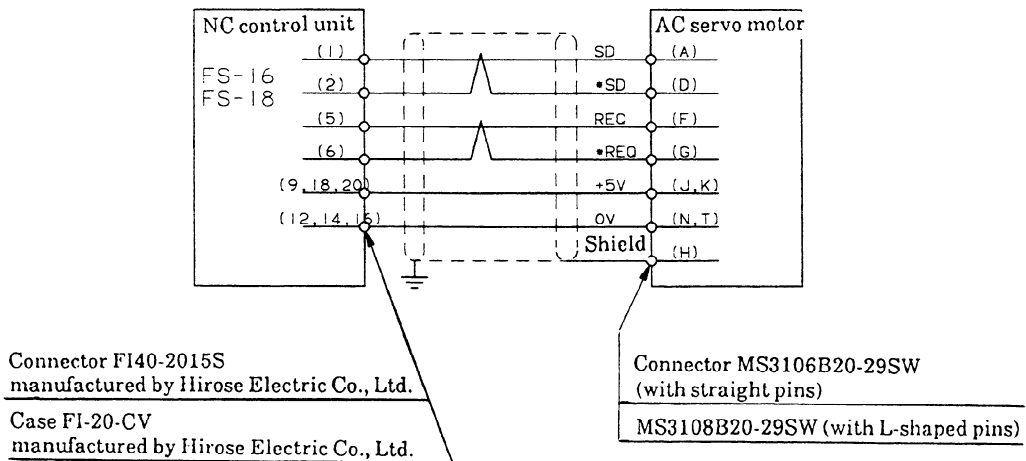 NC control unit
AC servo motor
(1) SD (A)
FS-16
(2) *SD (D)
FS-18
(5) REC (F)
(6) *REQ (G)
(9,18,20) +5V (J,K)
(12,14,16) 0V (N,T)
Shield (H)
Connector FI40-2015S
manufactured by Hirose Electric Co., Ltd.
Case FI-20-CV
manufactured by Hirose Electric Co., Ltd.
Connector MS3106B20-29SW
(with straight pins)
MS3108B20-29SW (with L-shaped pins)